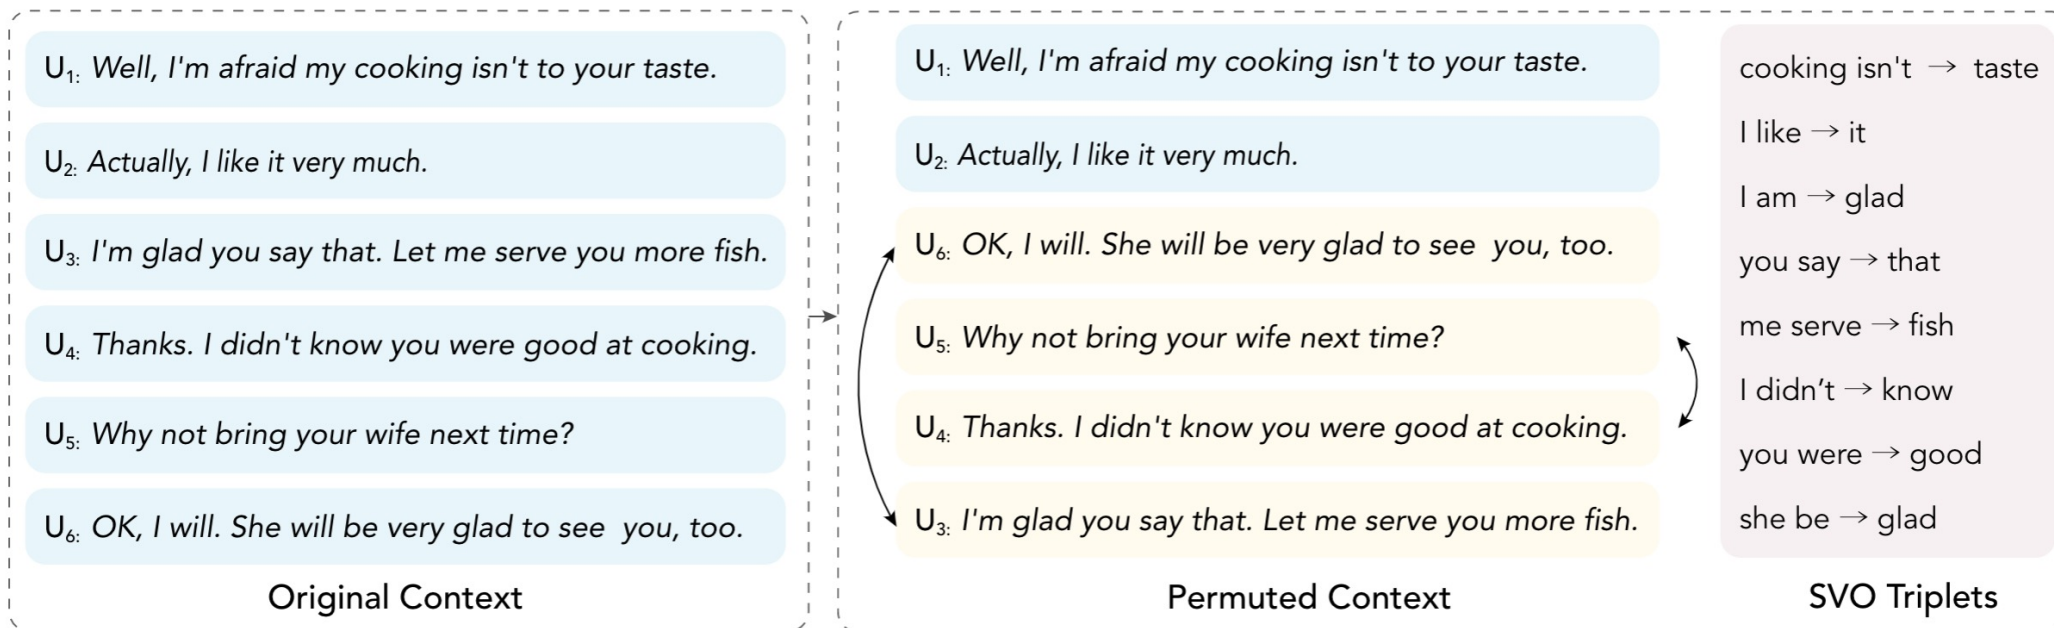 U1: Well, I'm afraid my cooking isn't to your taste.
U2: Actually, I like it very much.
U3: I'm glad you say that. Let me serve you more fish.
U4: Thanks. I didn't know you were good at cooking.
U5: Why not bring your wife next time?
U6: OK, I will. She will be very glad to see you, too.
Original Context
U1: Well, I'm afraid my cooking isn't to your taste.
U2: Actually, I like it very much.
U6: OK, I will. She will be very glad to see you, too.
U5: Why not bring your wife next time?
U4: Thanks. I didn't know you were good at cooking.
U3: I'm glad you say that. Let me serve you more fish.
Permuted Context
cooking isn't → taste
I like → it
I am → glad
you say → that
me serve → fish
I didn’t → know
you were → good
she be → glad
SVO Triplets